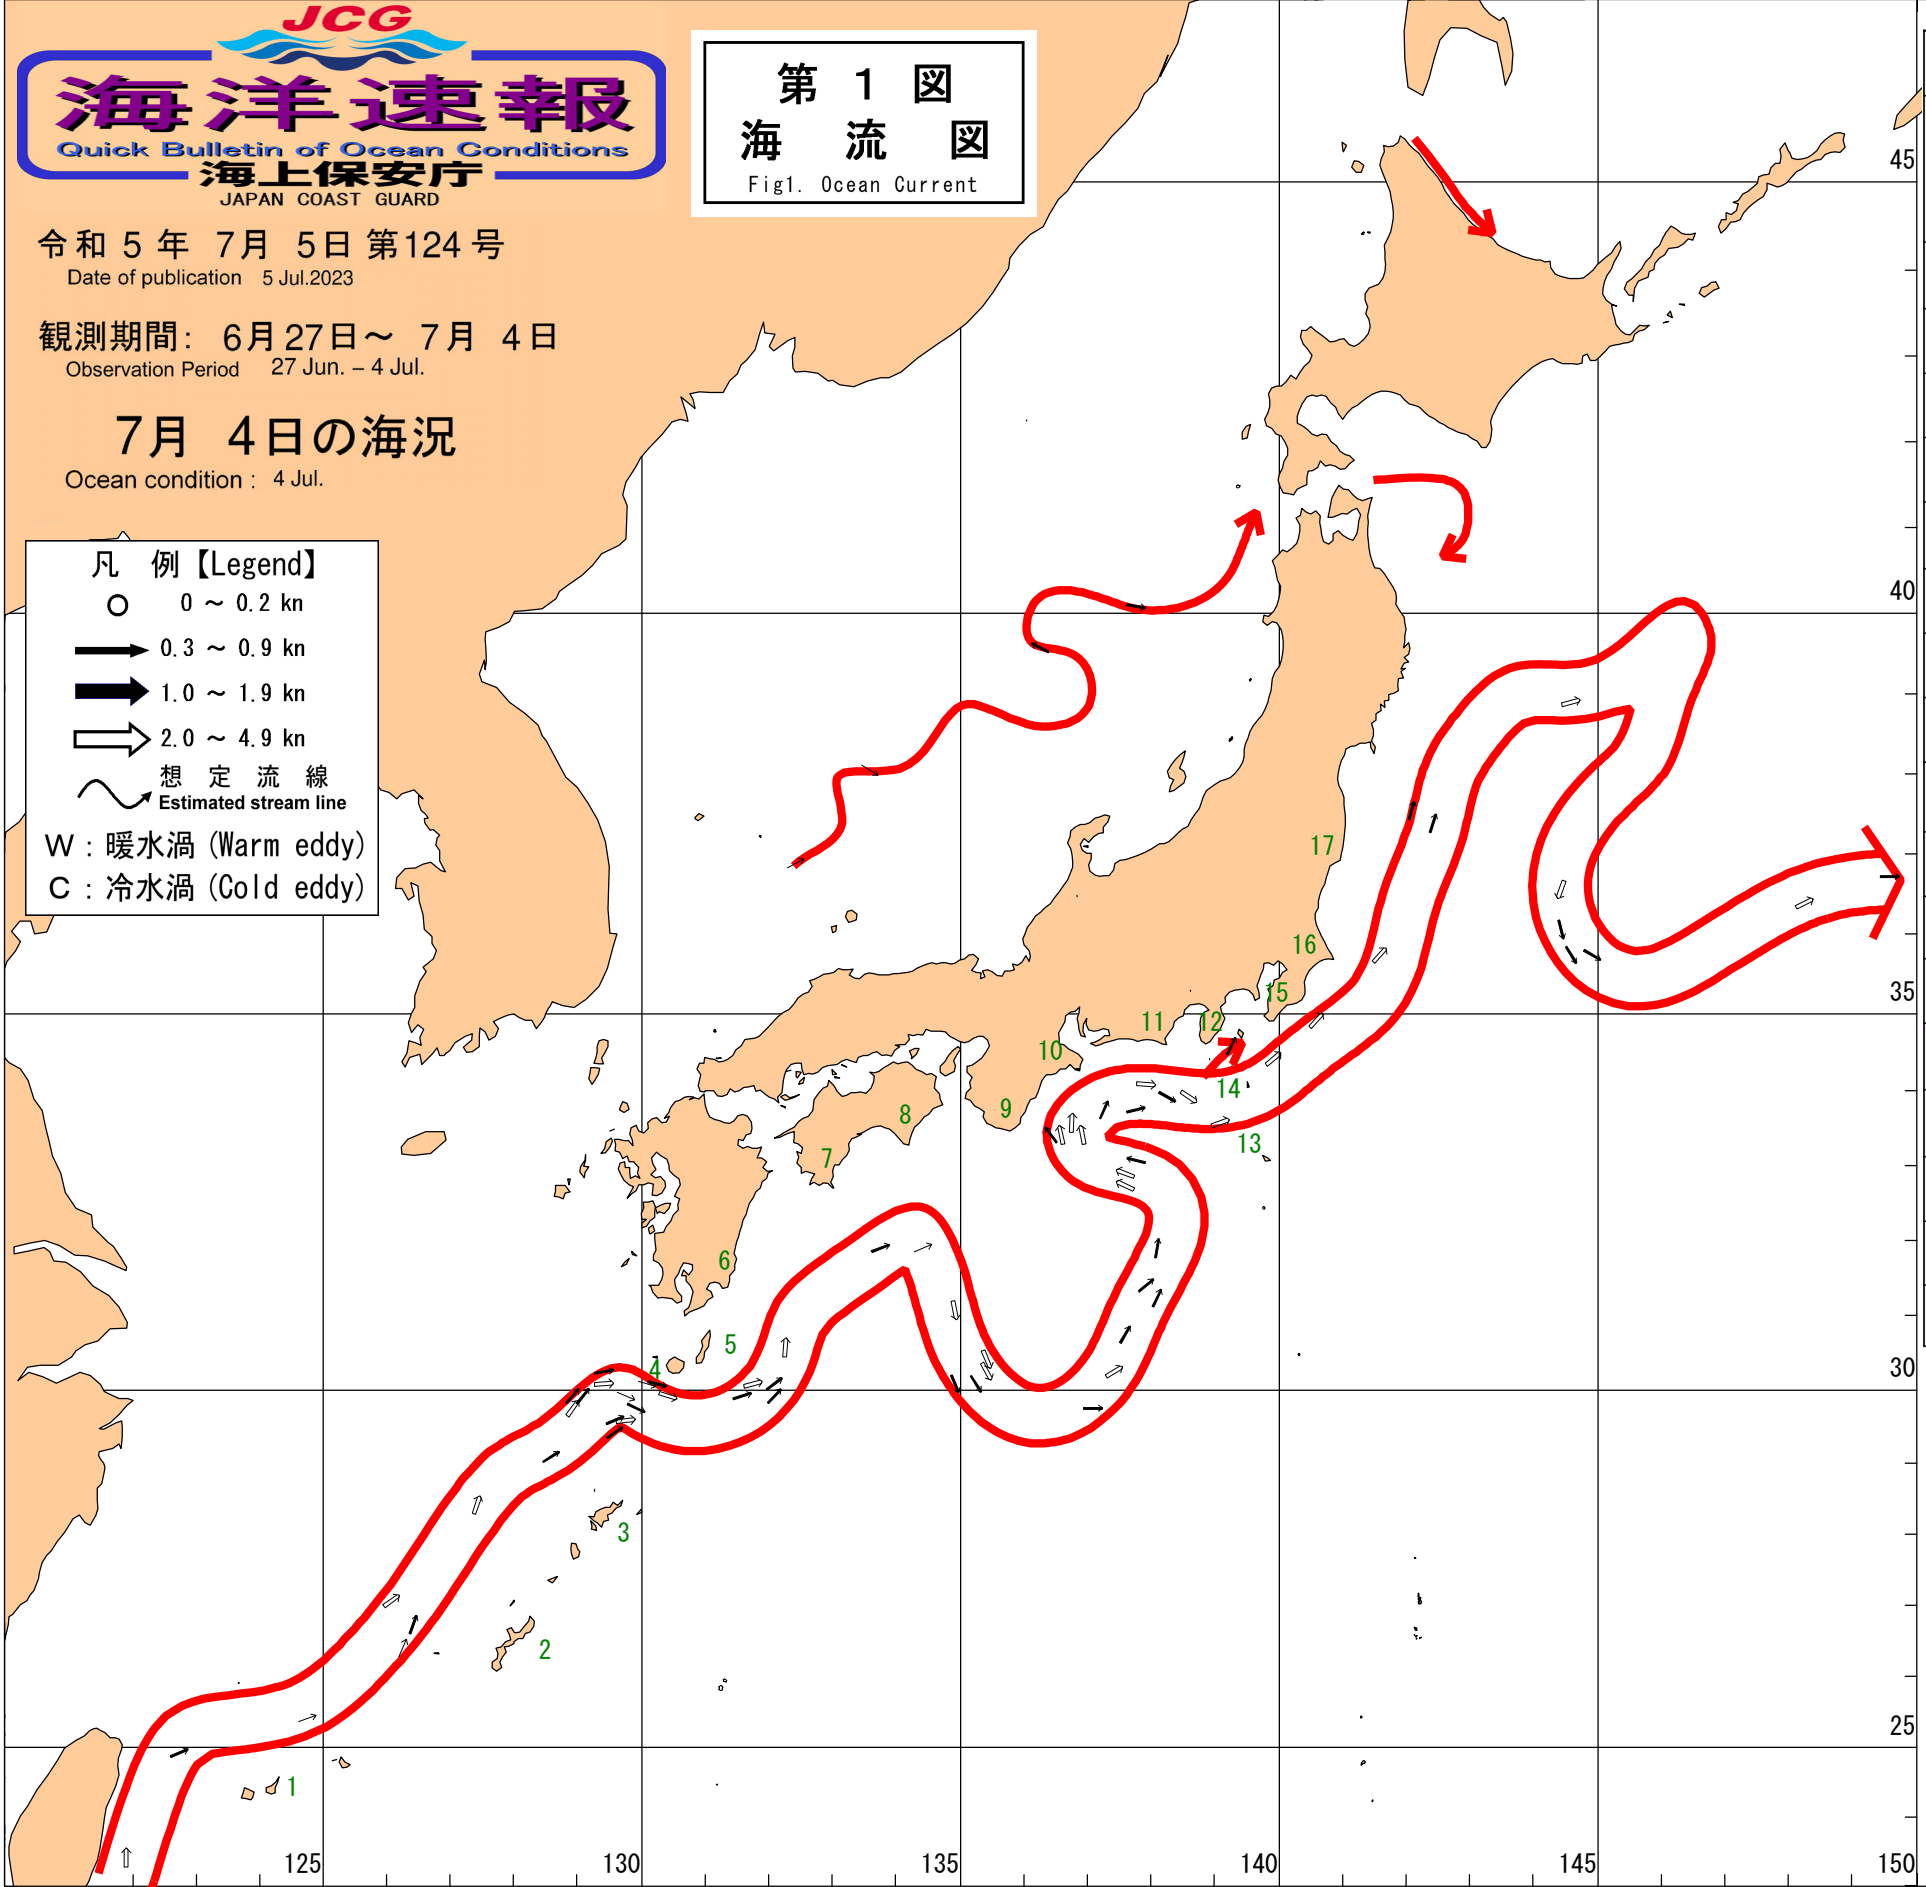 JCG
海洋速報
Quick Bulletin of Ocean Conditions
海上保安庁
JAPAN COAST GUARD
令和 5 年 7月 5日 第124 号
Date of publication 5 Jul.2023
観測期間: 6月27日～ 7月 4日
Observation Period 27 Jun. – 4 Jul.
7月 4日の海況
Ocean condition : 4 Jul.
第 1 図
海 流 図
Fig1. Ocean Current
凡 例【Legend】
0 ～ 0.2 kn
0.3 ～ 0.9 kn
1.0 ～ 1.9 kn
2.0 ～ 4.9 kn
想 定 流 線
Estimated stream line
W : 暖水渦 (Warm eddy)
C : 冷水渦 (Cold eddy)
45
40
17
16
35
15
12
11
10
14
9
8
13
7
6
5
4
30
3
2
25
1
125
130
135
140
145
150